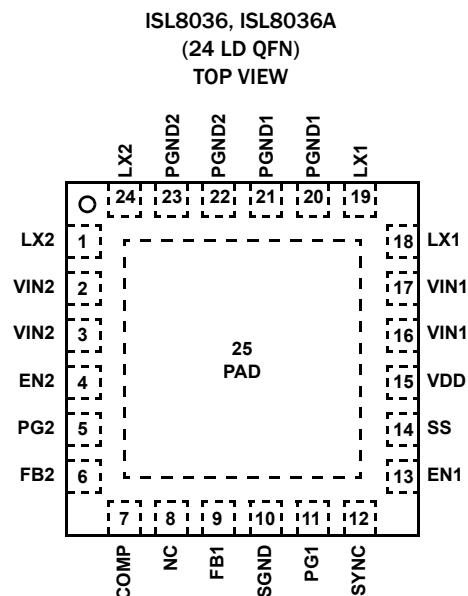 ISL8036, ISL8036A
(24 LD QFN)
TOP VIEW
LX2
PGND2
PGND2
PGND1
PGND1
LX1
24 23 22 21 20 19
LX2 1
VIN2 2
VIN2 3
EN2 4
PG2 5
FB2 6
18 LX1
17 VIN1
16 VIN1
15 VDD
14 SS
13 EN1
25
PAD
7 8 9 10 11 12
COMP
NC
FB1
SGND
PG1
SYNC